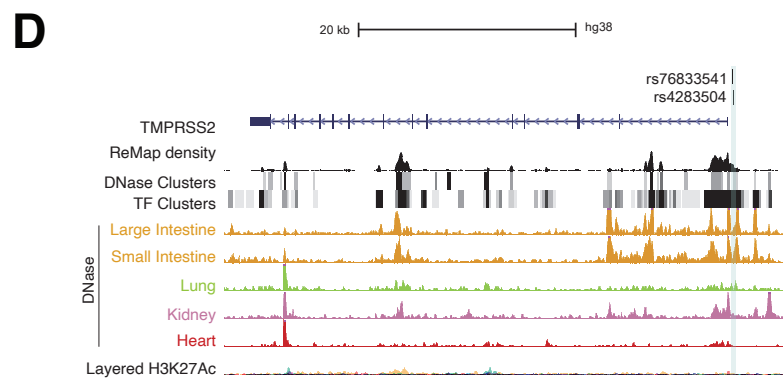 D
20 kb hg38
rs76833541
rs4283504
TMPRSS2
ReMap density
DNase Clusters
TF Clusters
Large Intestine
Small Intestine
DNase
Lung
Kidney
Heart
Layered H3K27Ac